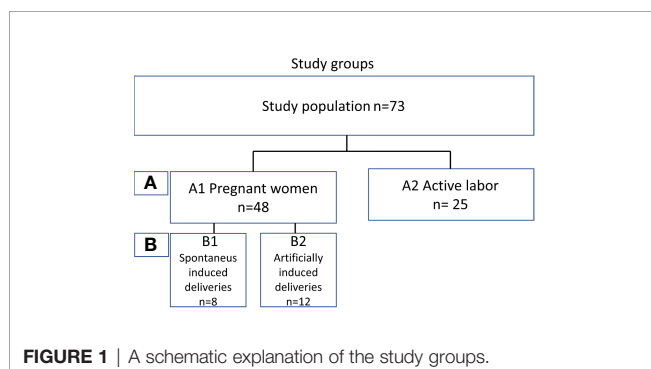 Study groups
Study population n=73
A
A1 Pregnant women
n=48
A2 Active labor
n= 25
B
B1
Spontaneus
induced
deliveries
n=8
B2
Artificially
induced
deliveries
n=12
FIGURE 1 | A schematic explanation of the study groups.